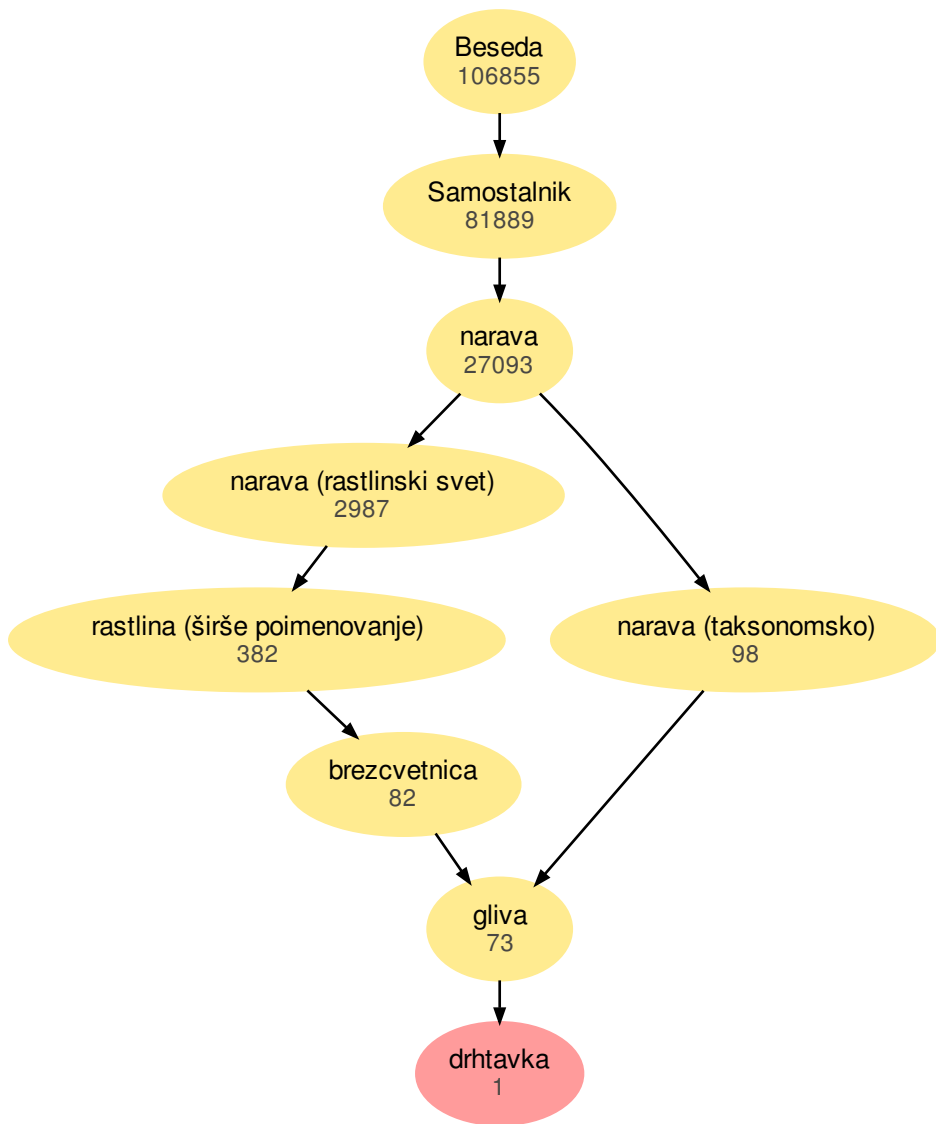 Beseda
106855
Samostalnik
81889
narava
27093
narava (rastlinski svet)
2987
rastlina (širše poimenovanje)
382
narava (taksonomsko)
98
brezcvetnica
82
gliva
73
drhtavka
1